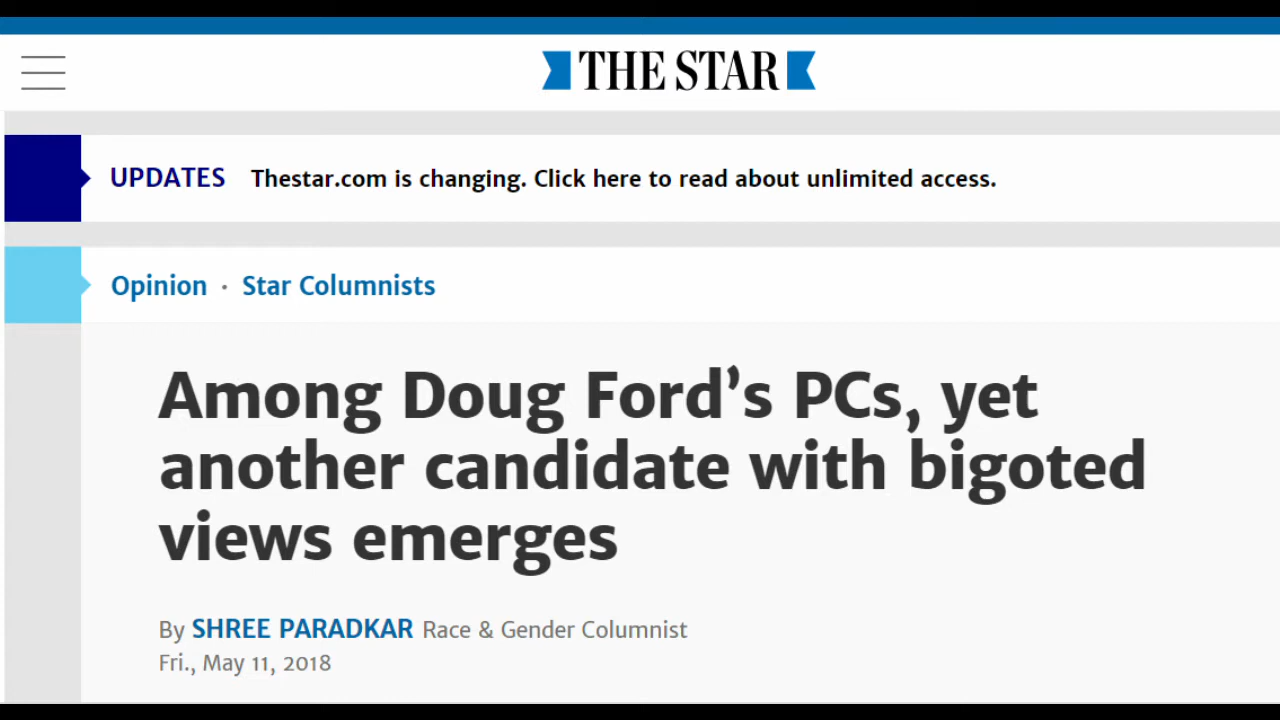 THE STAR
UPDATES Thestar.com is changing. Click here to read about unlimited access.
Opinion · Star Columnists
Among Doug Ford’s PCs, yet
another candidate with bigoted
views emerges
By SHREE PARADKAR Race & Gender Columnist
Fri., May 11, 2018